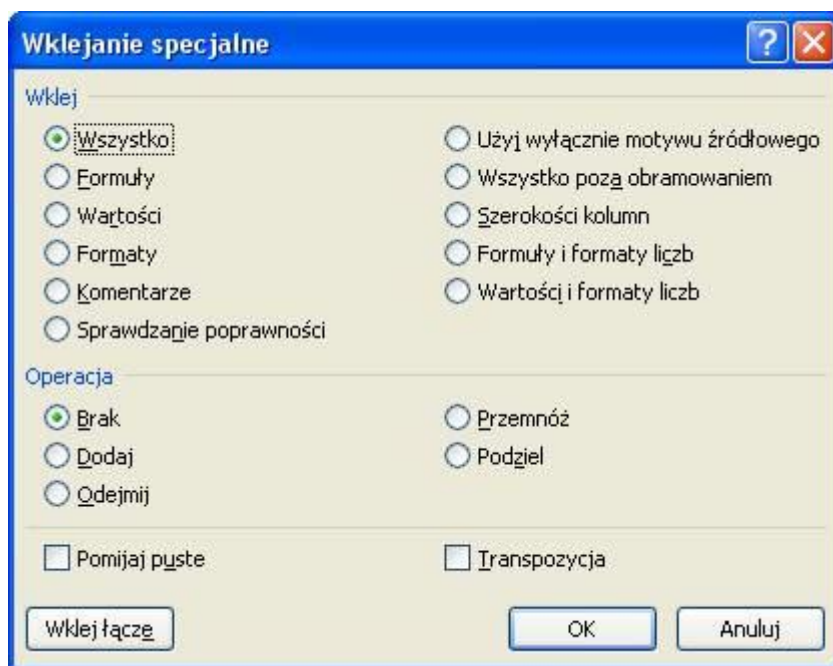 Wklejanie specjalne
Wklej
Wszystko
Użyj wyłącznie motywu źródłowego
Formuły
Wszystko poza obramowaniem
Wartości
Szerokości kolumn
Formaty
Formuły i formaty liczb
Komentarze
Wartości i formaty liczb
Sprawdzanie poprawności
Operacja
Brak
Przemnóż
Dodaj
Podziel
Odejmij
Pomijaj puste
Transpozycja
Wklej łącze
OK
Anuluj